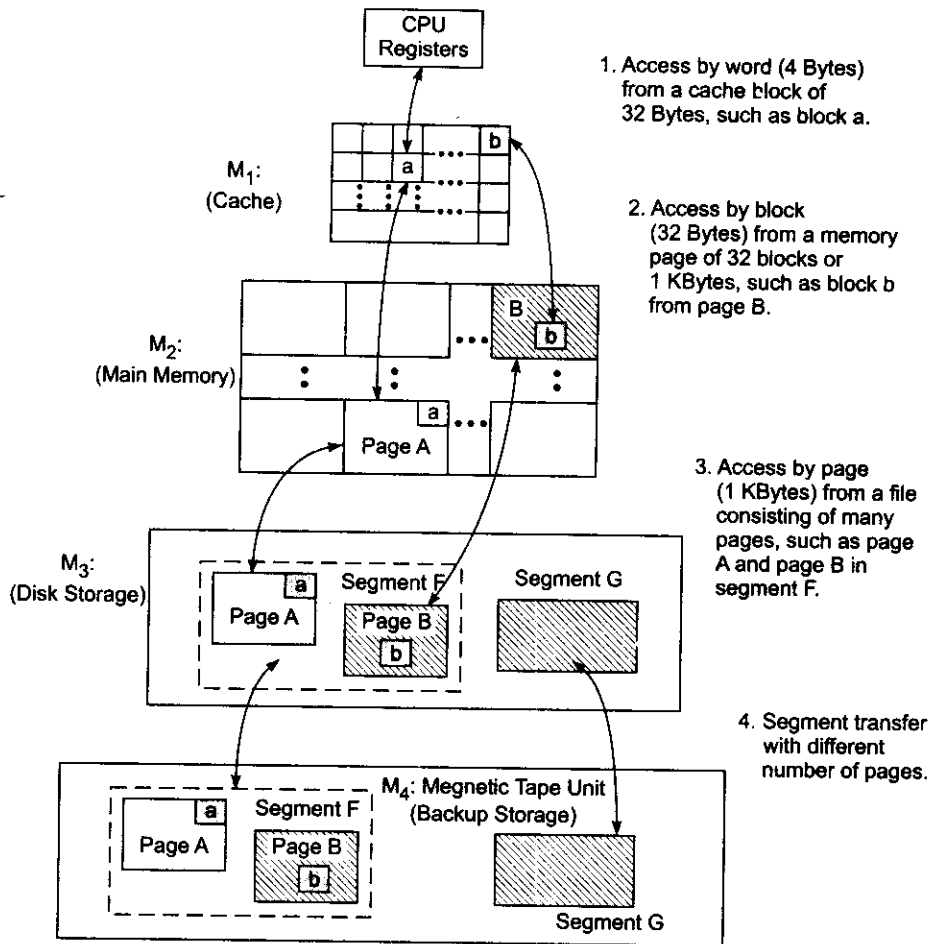 CPU
Registers
1. Access by word (4 Bytes)
from a cache block of
32 Bytes, such as block a.
b
a
M1:
(Cache)
2. Access by block
(32 Bytes) from a memory
page of 32 blocks or
1 KBytes, such as block b
from page B.
B
b
M2:
(Main Memory)
a
Page A
3. Access by page
(1 KBytes) from a file
consisting of many
pages, such as page
A and page B in
segment F.
M3:
(Disk Storage)
a
Page A
Segment F
Page B
b
Segment G
4. Segment transfer
with different
number of pages.
M4: Megnetic Tape Unit
(Backup Storage)
a
Page A
Segment F
Page B
b
Segment G